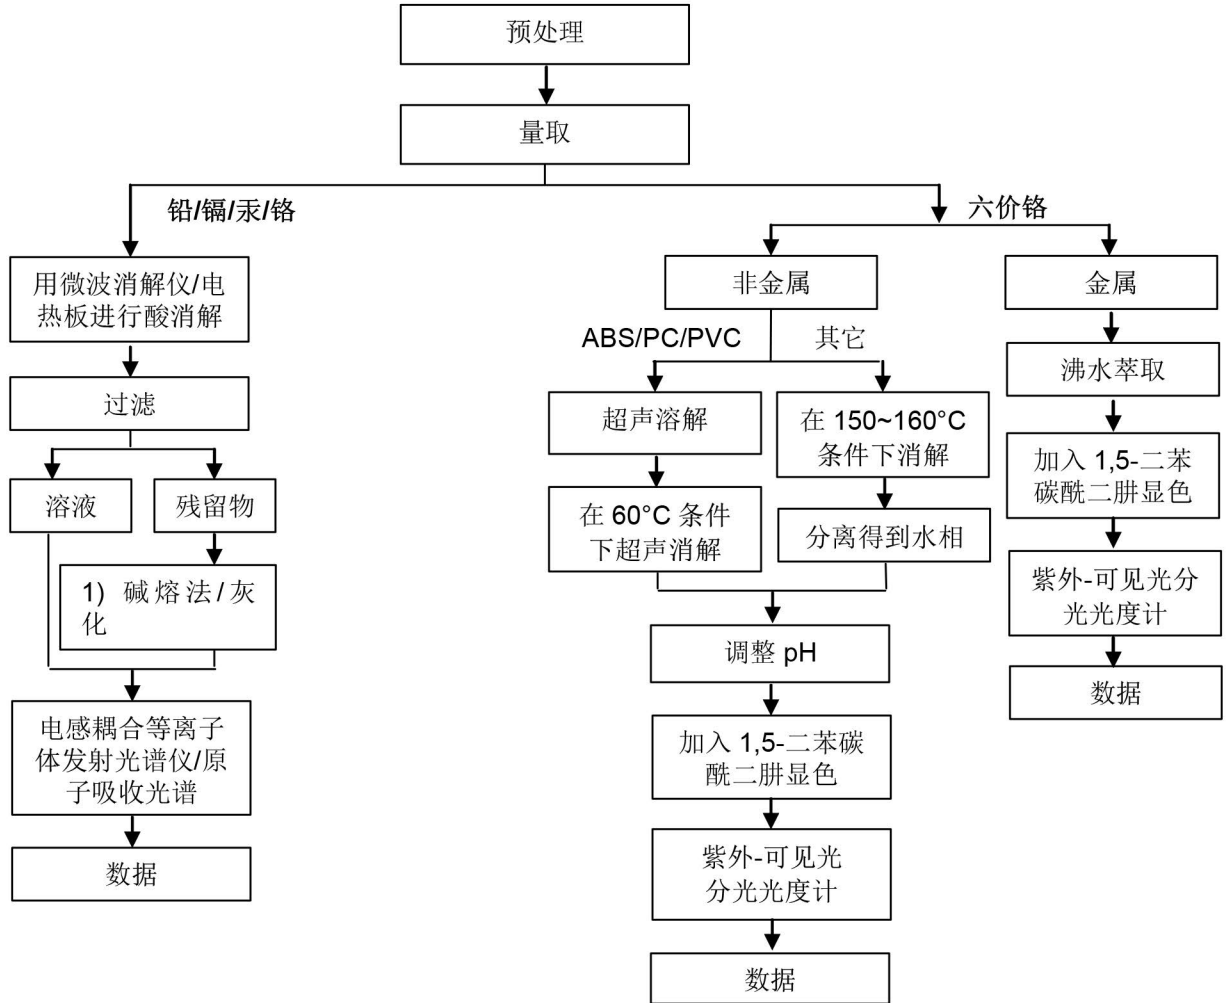 预处理
量取
铅/镉/汞/铬
六价铬
用微波消解仪/电
热板进行酸消解
过滤
溶液
残留物
1) 碱熔法/灰
化
电感耦合等离子
体发射光谱仪/原
子吸收光谱
数据
非金属
ABS/PC/PVC
其它
超声溶解
在 60°C 条件
下超声消解
在 150~160°C
条件下消解
分离得到水相
调整 pH
加入 1,5-二苯碳
酰二肼显色
紫外-可见光
分光光度计
数据
金属
沸水萃取
加入 1,5-二苯
碳酰二肼显色
紫外-可见光分
光光度计
数据